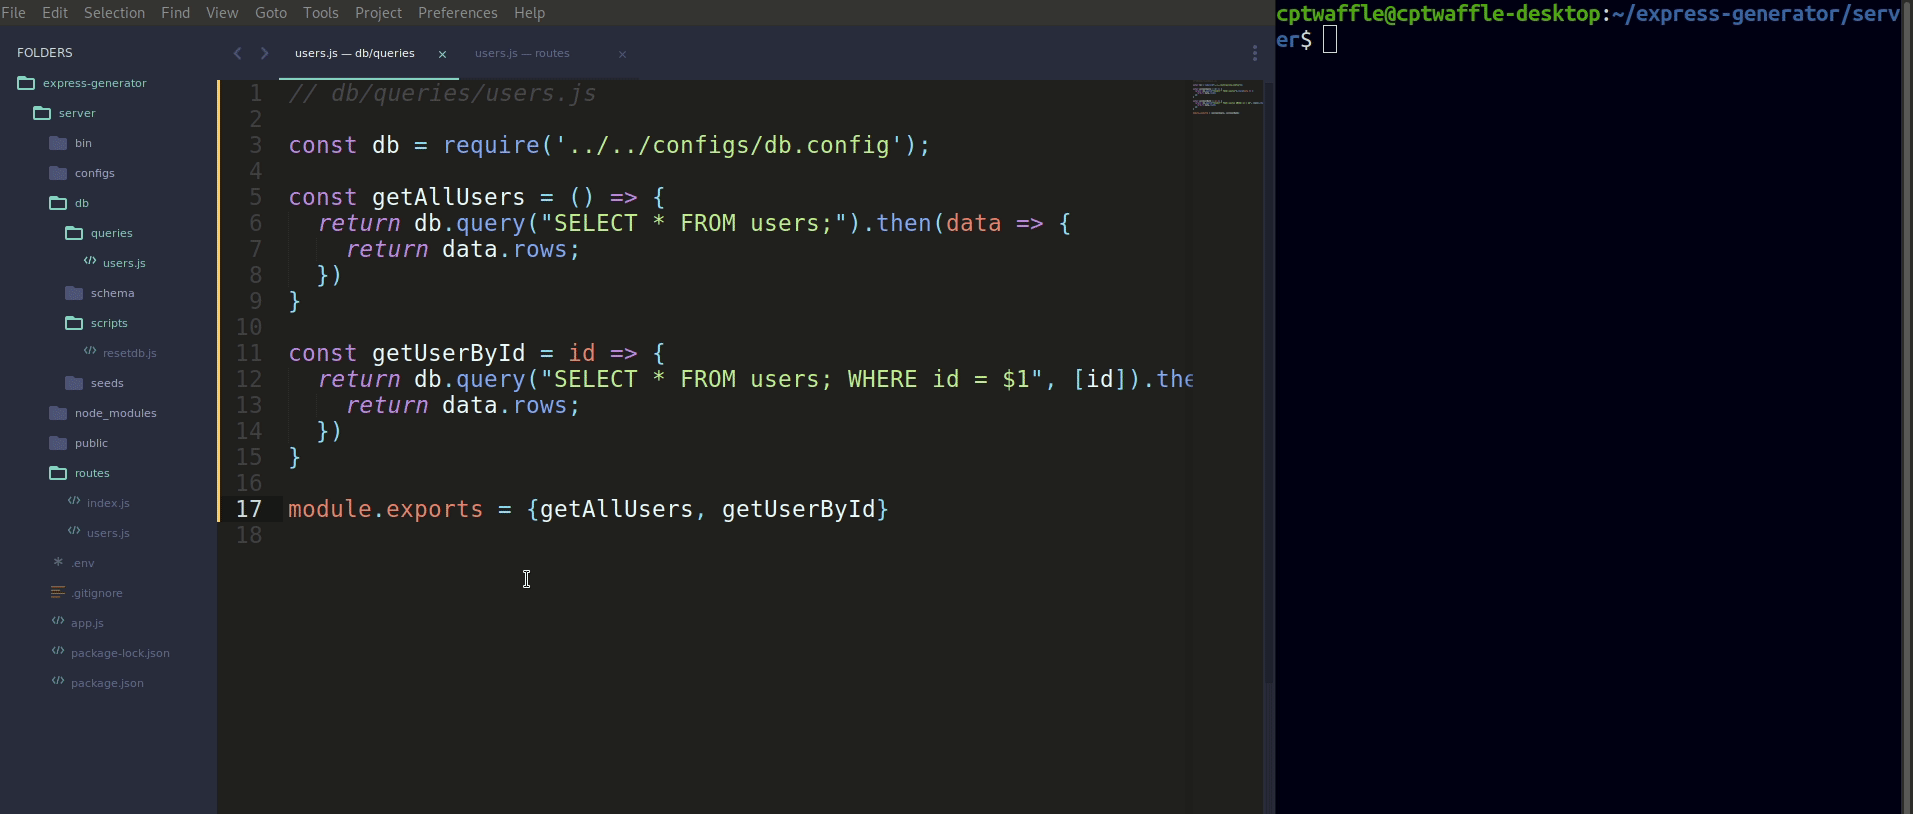 File Edit Selection Find View Goto Tools Project Preferences Help
FOLDERS
express-generator
server
bin
configs
db
queries
users.js
schema
scripts
resetdb.js
seeds
node_modules
public
routes
index.js
users.js
.env
.gitignore
app.js
package-lock.json
package.json
users.js — db/queries × users.js — routes ×
1 // db/queries/users.js
2
3 const db = require('../../configs/db.config');
4
5 const getAllUsers = () => {
6 return db.query("SELECT * FROM users;").then(data => {
7 return data.rows;
8 })
9 }
10
11 const getUserById = id => {
12 return db.query("SELECT * FROM users; WHERE id = $1", [id]).the
13 return data.rows;
14 })
15 }
16
17 module.exports = {getAllUsers, getUserById}
18
cptwaffle@cptwaffle-desktop:~/express-generator/serv
er$